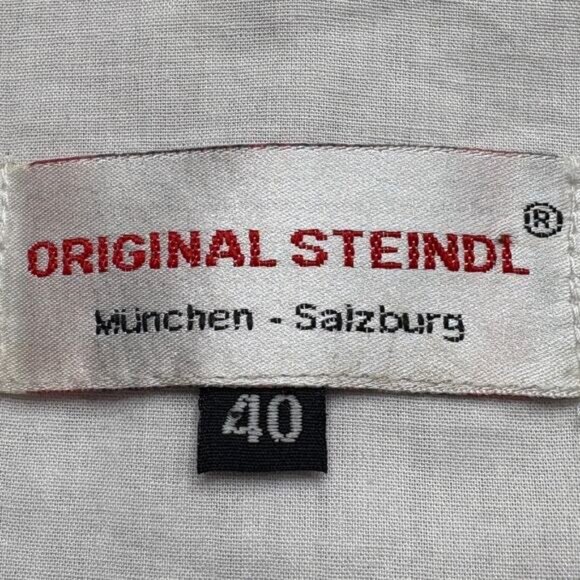 ORIGINAL STEINDL ®
München - Salzburg
40